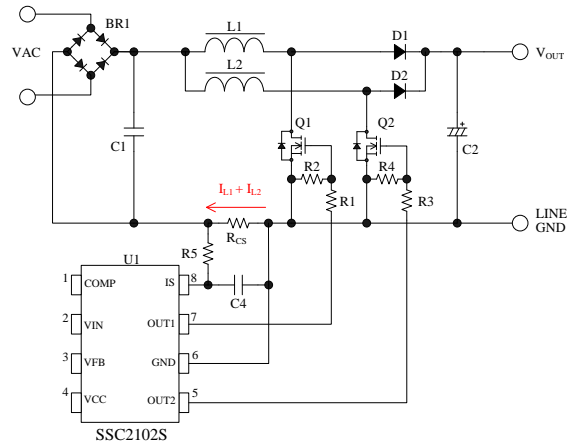 BR1
VAC
L1
L2
D1
D2
VOUT
Q1
Q2
C1
C2
R2
R4
R1
R3
IL1 + IL2
RCS
LINE
GND
R5
C4
U1
1 COMP IS 8
2 VIN OUT1 7
3 VFB GND 6
4 VCC OUT2 5
SSC2102S